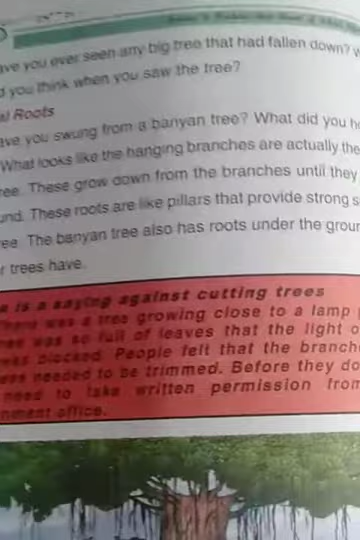 ave you ever seen any big tree that had fallen down? W
d you think when you saw the tree?
al Roots
ave you swung from a banyan tree? What did you ho
What looks like the hanging branches are actually the
ree. These grow down from the branches until they
und. These roots are like pillars that provide strong s
ree. The banyan tree also has roots under the groun
r trees have.
e is a saying against cutting trees
There was a tree growing close to a lamp p
ree was so full of leaves that the light o
was blocked. People felt that the branche
were needed to be trimmed. Before they do
need to take written permission from
nment office.